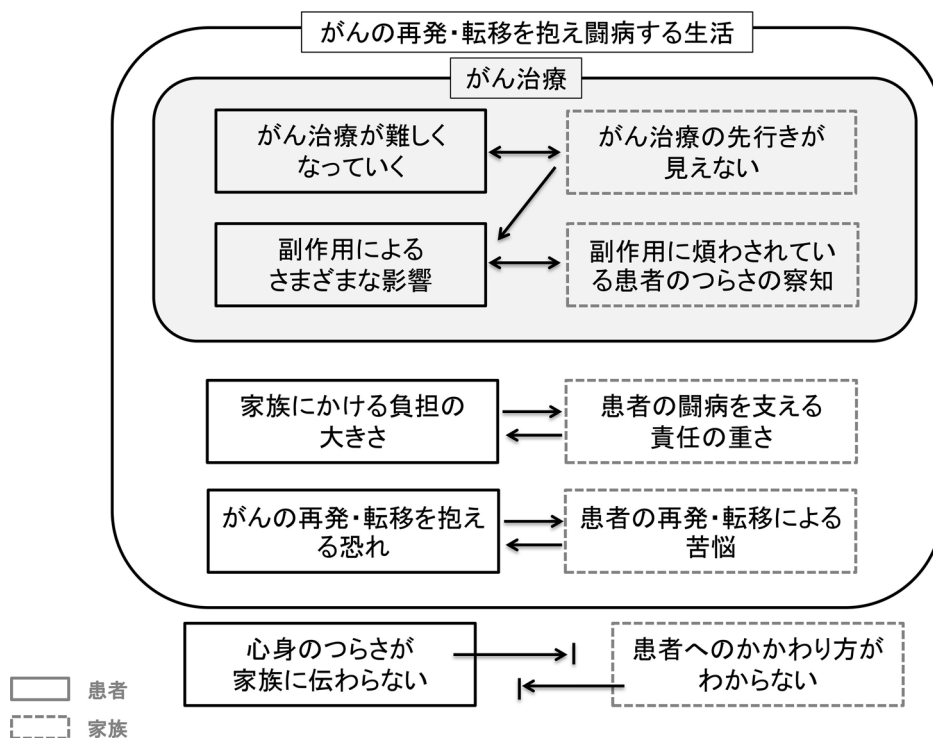 がんの再発・転移を抱え闘病する生活
がん治療
がん治療が難しく
なっていく
がん治療の先行きが
見えない
副作用による
さまざまな影響
副作用に煩わされてい
る患者のつらさの察知
家族にかける負担の
大きさ
患者の闘病を支える
責任の重さ
がんの再発・転移を抱え
る恐れ
患者の再発・転移による
苦悩
心身のつらさが
家族に伝わらない
患者へのかかわり方が
わからない
患者
家族